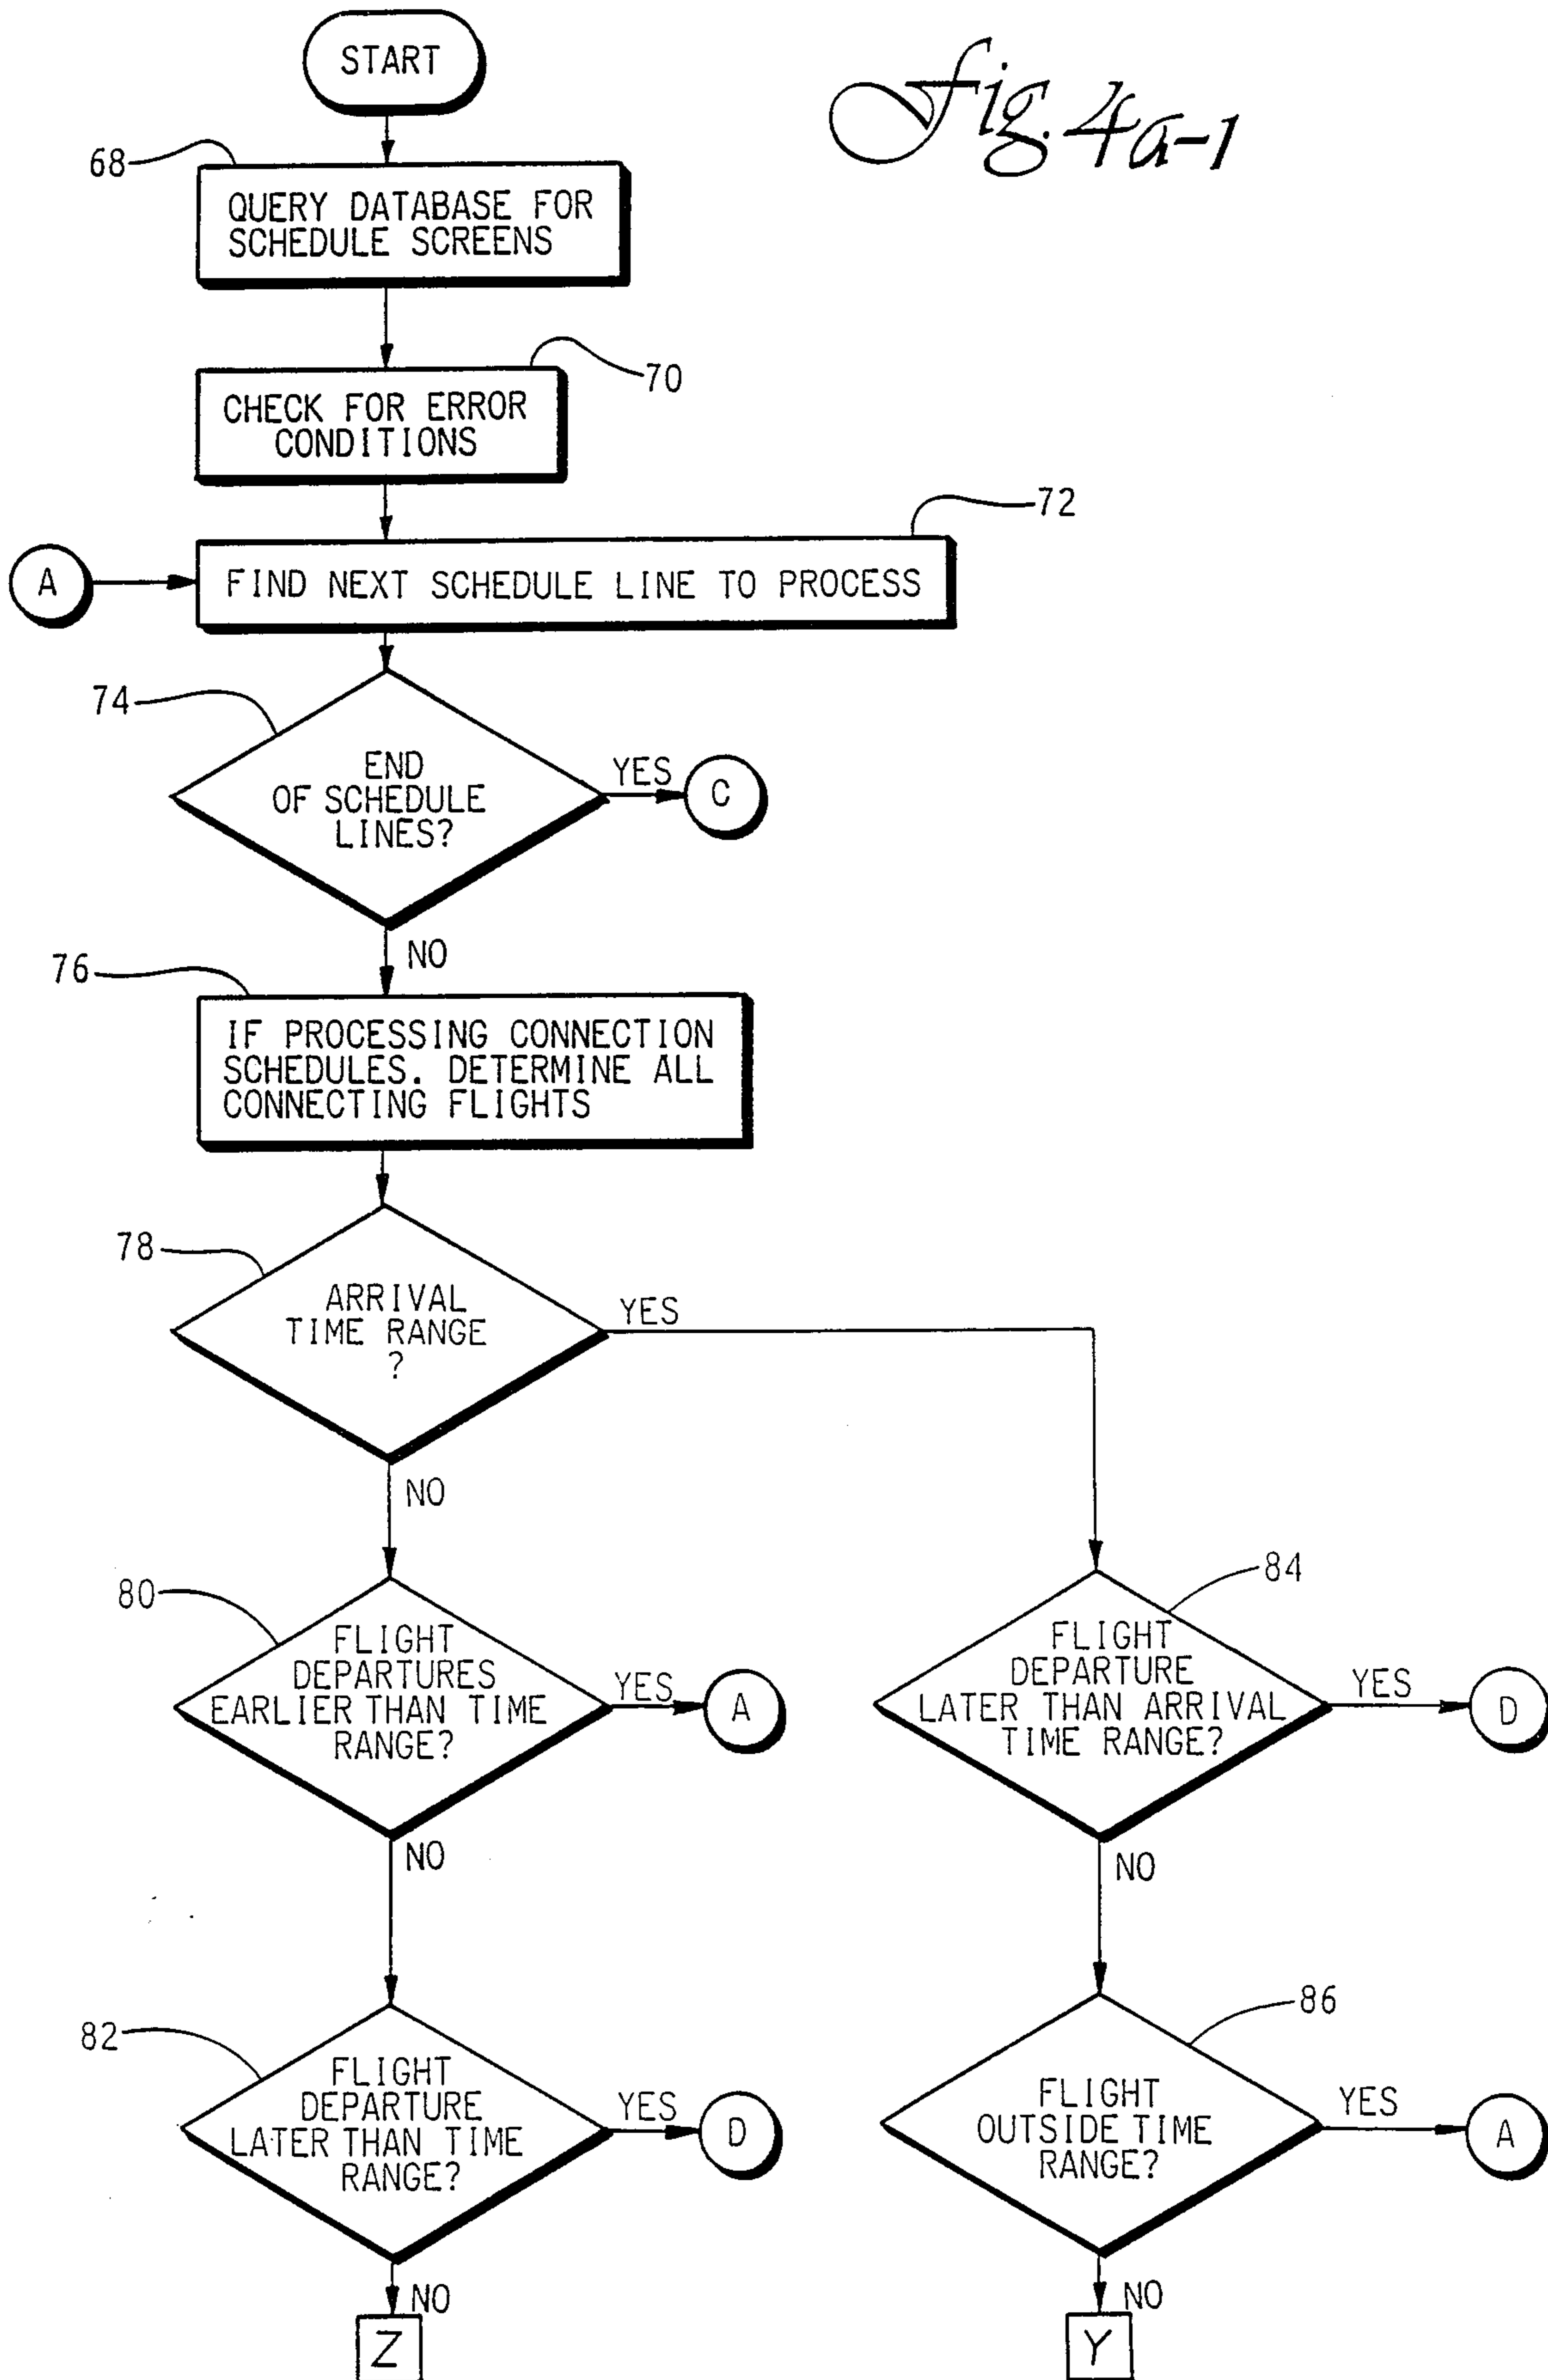 START
Fig. 4a-1
68
QUERY DATABASE FOR
SCHEDULE SCREENS
70
CHECK FOR ERROR
CONDITIONS
72
A
FIND NEXT SCHEDULE LINE TO PROCESS
74
END
OF SCHEDULE
LINES?
YES
C
NO
76
IF PROCESSING CONNECTION
SCHEDULES. DETERMINE ALL
CONNECTING FLIGHTS
78
ARRIVAL
TIME RANGE
?
YES
NO
80
FLIGHT
DEPARTURES
EARLIER THAN TIME
RANGE?
YES
A
NO
84
FLIGHT
DEPARTURE
LATER THAN ARRIVAL
TIME RANGE?
YES
D
NO
82
FLIGHT
DEPARTURE
LATER THAN TIME
RANGE?
YES
D
NO
Z
86
FLIGHT
OUTSIDE TIME
RANGE?
YES
A
NO
Y